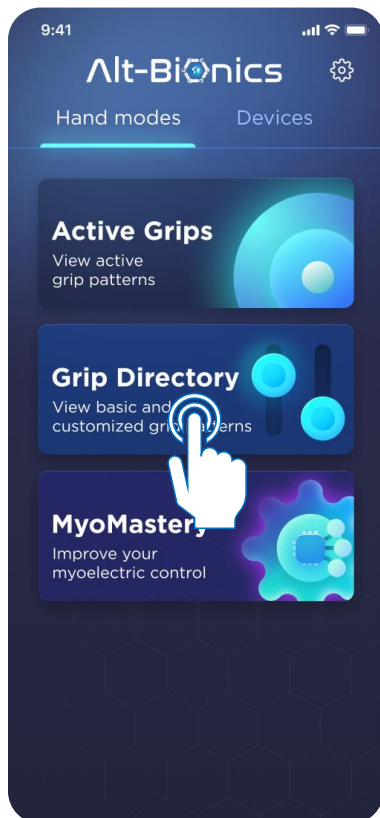 9:41
Alt-Bionics
Hand modes
Devices
Active Grips
View active
grip patterns
Grip Directory
View basic and
customized grip patterns
MyoMastery
Improve your
myoelectric control